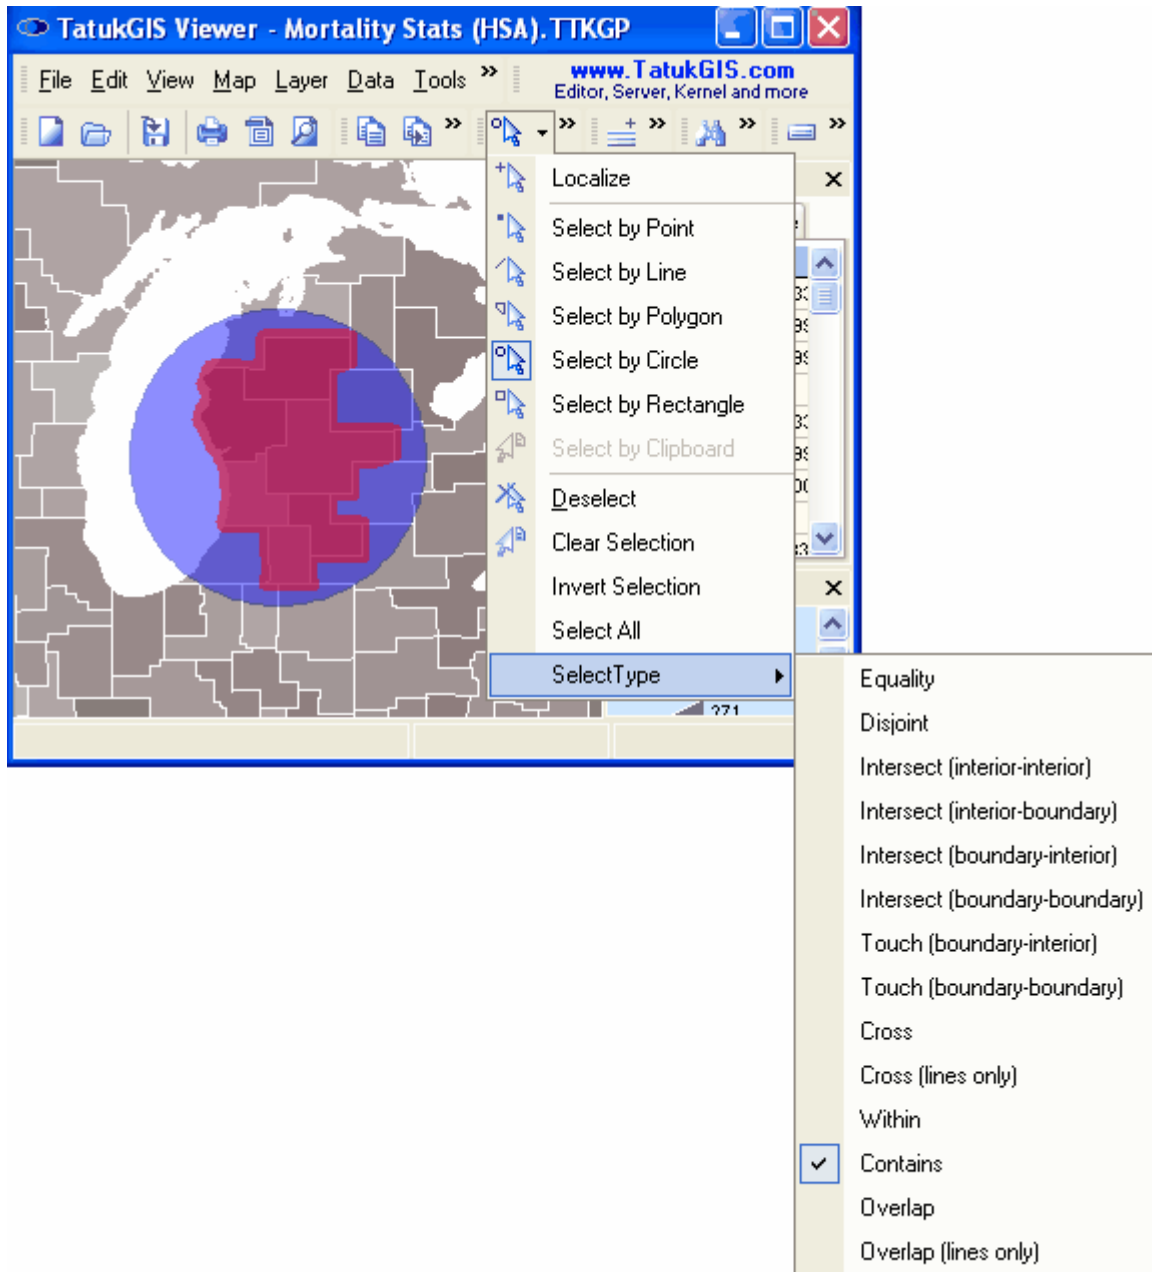 TatukGIS Viewer - Mortality Stats (HSA).TTKGP
File Edit View Map Layer Data Tools »
www.TatukGIS.com
Editor, Server, Kernel and more
Localize
Select by Point
Select by Line
Select by Polygon
Select by Circle
Select by Rectangle
Select by Clipboard
Deselect
Clear Selection
Invert Selection
Select All
SelectType
271
Equality
Disjoint
Intersect (interior-interior)
Intersect (interior-boundary)
Intersect (boundary-interior)
Intersect (boundary-boundary)
Touch (boundary-interior)
Touch (boundary-boundary)
Cross
Cross (lines only)
Within
Contains
Overlap
Overlap (lines only)